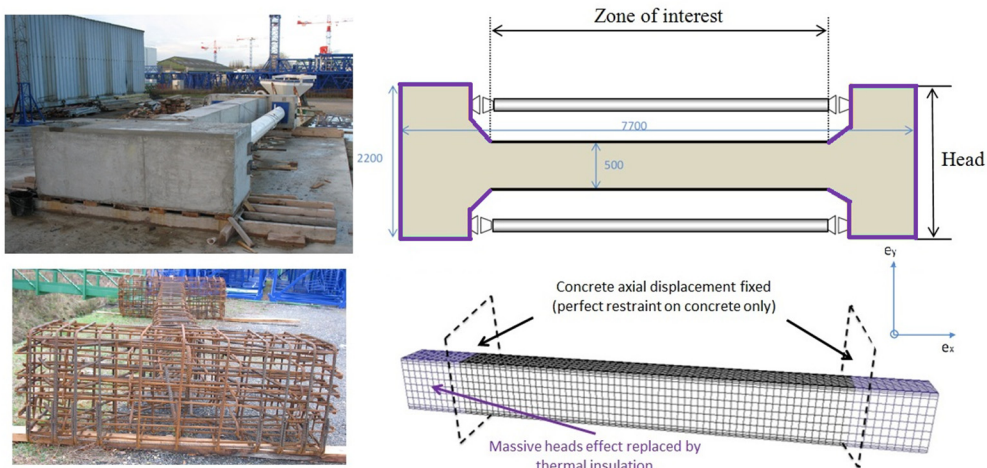 Zone of interest
7700
2200
500
Head
Concrete axial displacement fixed
(perfect restraint on concrete only)
ey
ex
Massive heads effect replaced by
thermal insulation